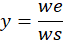 y = we/ws